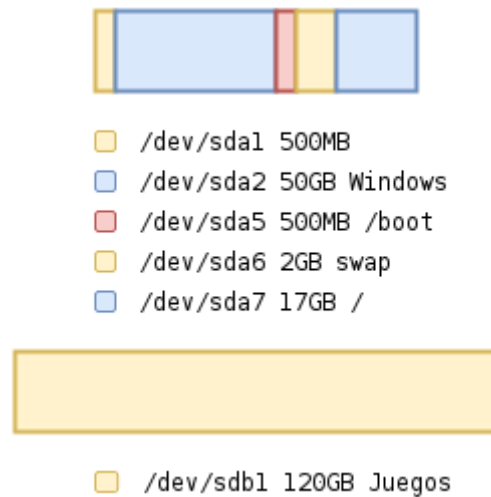 /dev/sda1 500MB
/dev/sda2 50GB Windows
/dev/sda5 500MB /boot
/dev/sda6 2GB swap
/dev/sda7 17GB /
/dev/sdb1 120GB Juegos